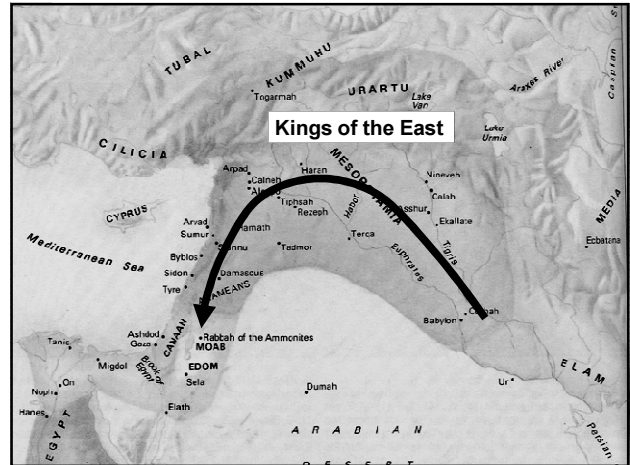 TUBAL
KUMMUHU
Togarmah
URARTU
Lake
Van
Araxes River
Caspian
Kings of the East
Lake
Urmia
CILICIA
Arpad
Calneh
Haran
MESOPOTAMIA
Nineveh
Calah
Tiphsah
Rezeph
Habor
Asshur
Ekallate
MEDIA
CYPRUS
Arvad
Sumur
Hamath
Tadmor
Terca
Euphrates
Tigris
Ecbatana
Mediterranean Sea
Byblos
Sidon
Damascus
Tyre
ARAMEANS
Babylon
Cuthah
Ashdod
Gaza
CANAAN
Rabbah of the Ammonites
MOAB
Tanis
Migdol
Brook of
Egypt
EDOM
Sela
ELAM
Ur
On
Noph
Dumah
Hanes
Elath
EGYPT
ARABIAN
DESERT
Persian